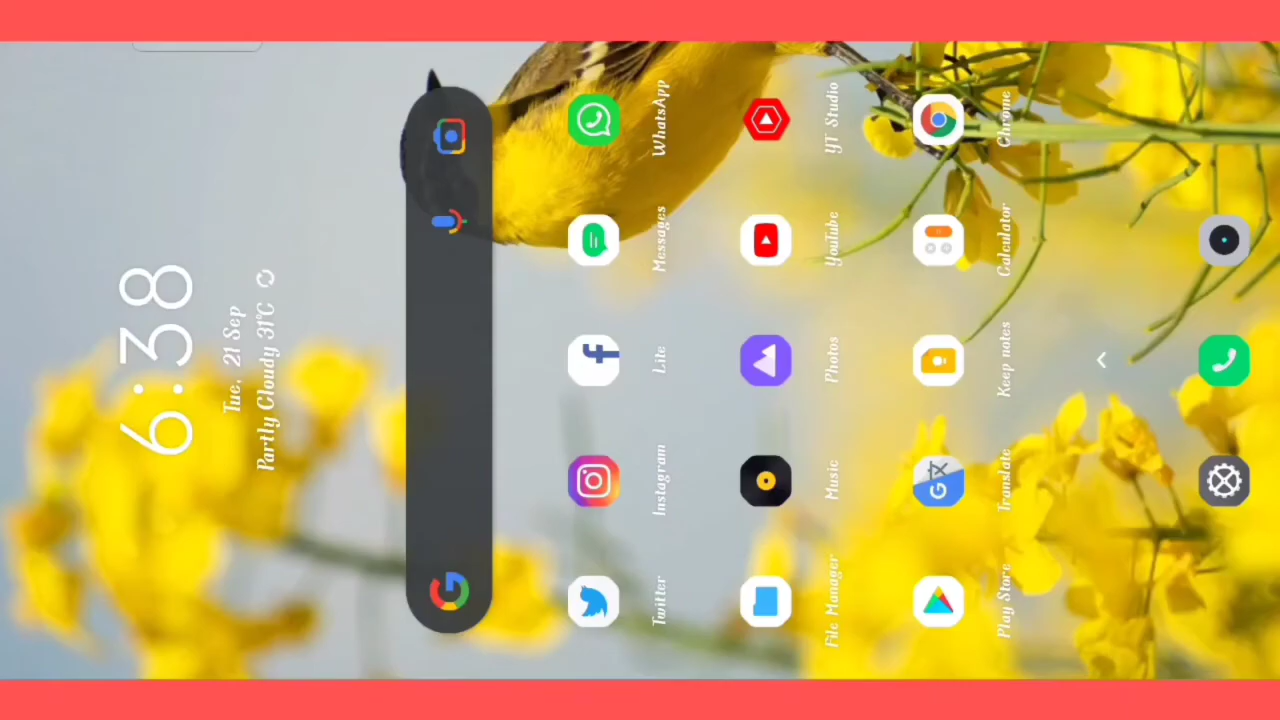 6:38
Tue, 21 Sep
Partly Cloudy 31°C
Twitter
Instagram
Lite
Messages
WhatsApp
File Manager
Music
Photos
YouTube
YT Studio
Play Store
Translate
Keep notes
Calculator
Chrome